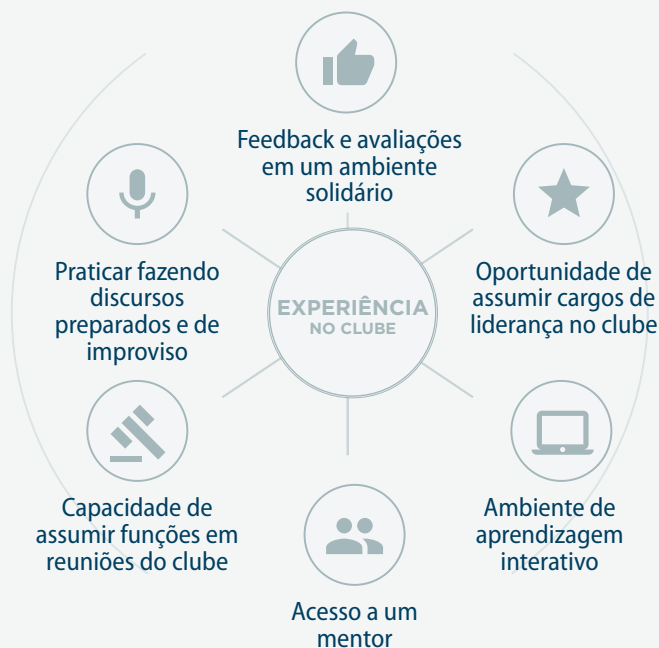 Feedback e avaliações
em um ambiente
solidário
Praticar fazendo
discursos
preparados e de
improviso
EXPERIÊNCIA
NO CLUBE
Oportunidade de
assumir cargos de
liderança no clube
Capacidade de
assumir funções em
reuniões do clube
Ambiente de
aprendizagem
interativo
Acesso a um
mentor